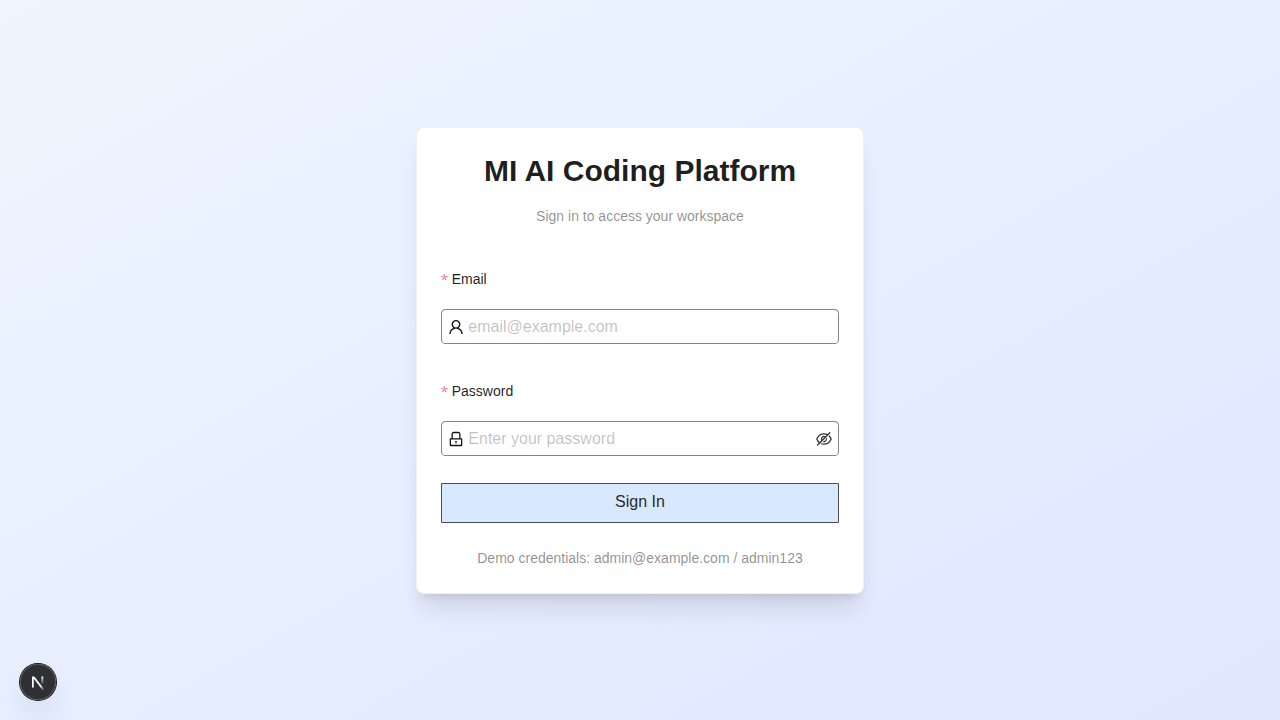 MI AI Coding Platform
Sign in to access your workspace
* Email
email@example.com
* Password
Enter your password
Sign In
Demo credentials: admin@example.com / admin123
N